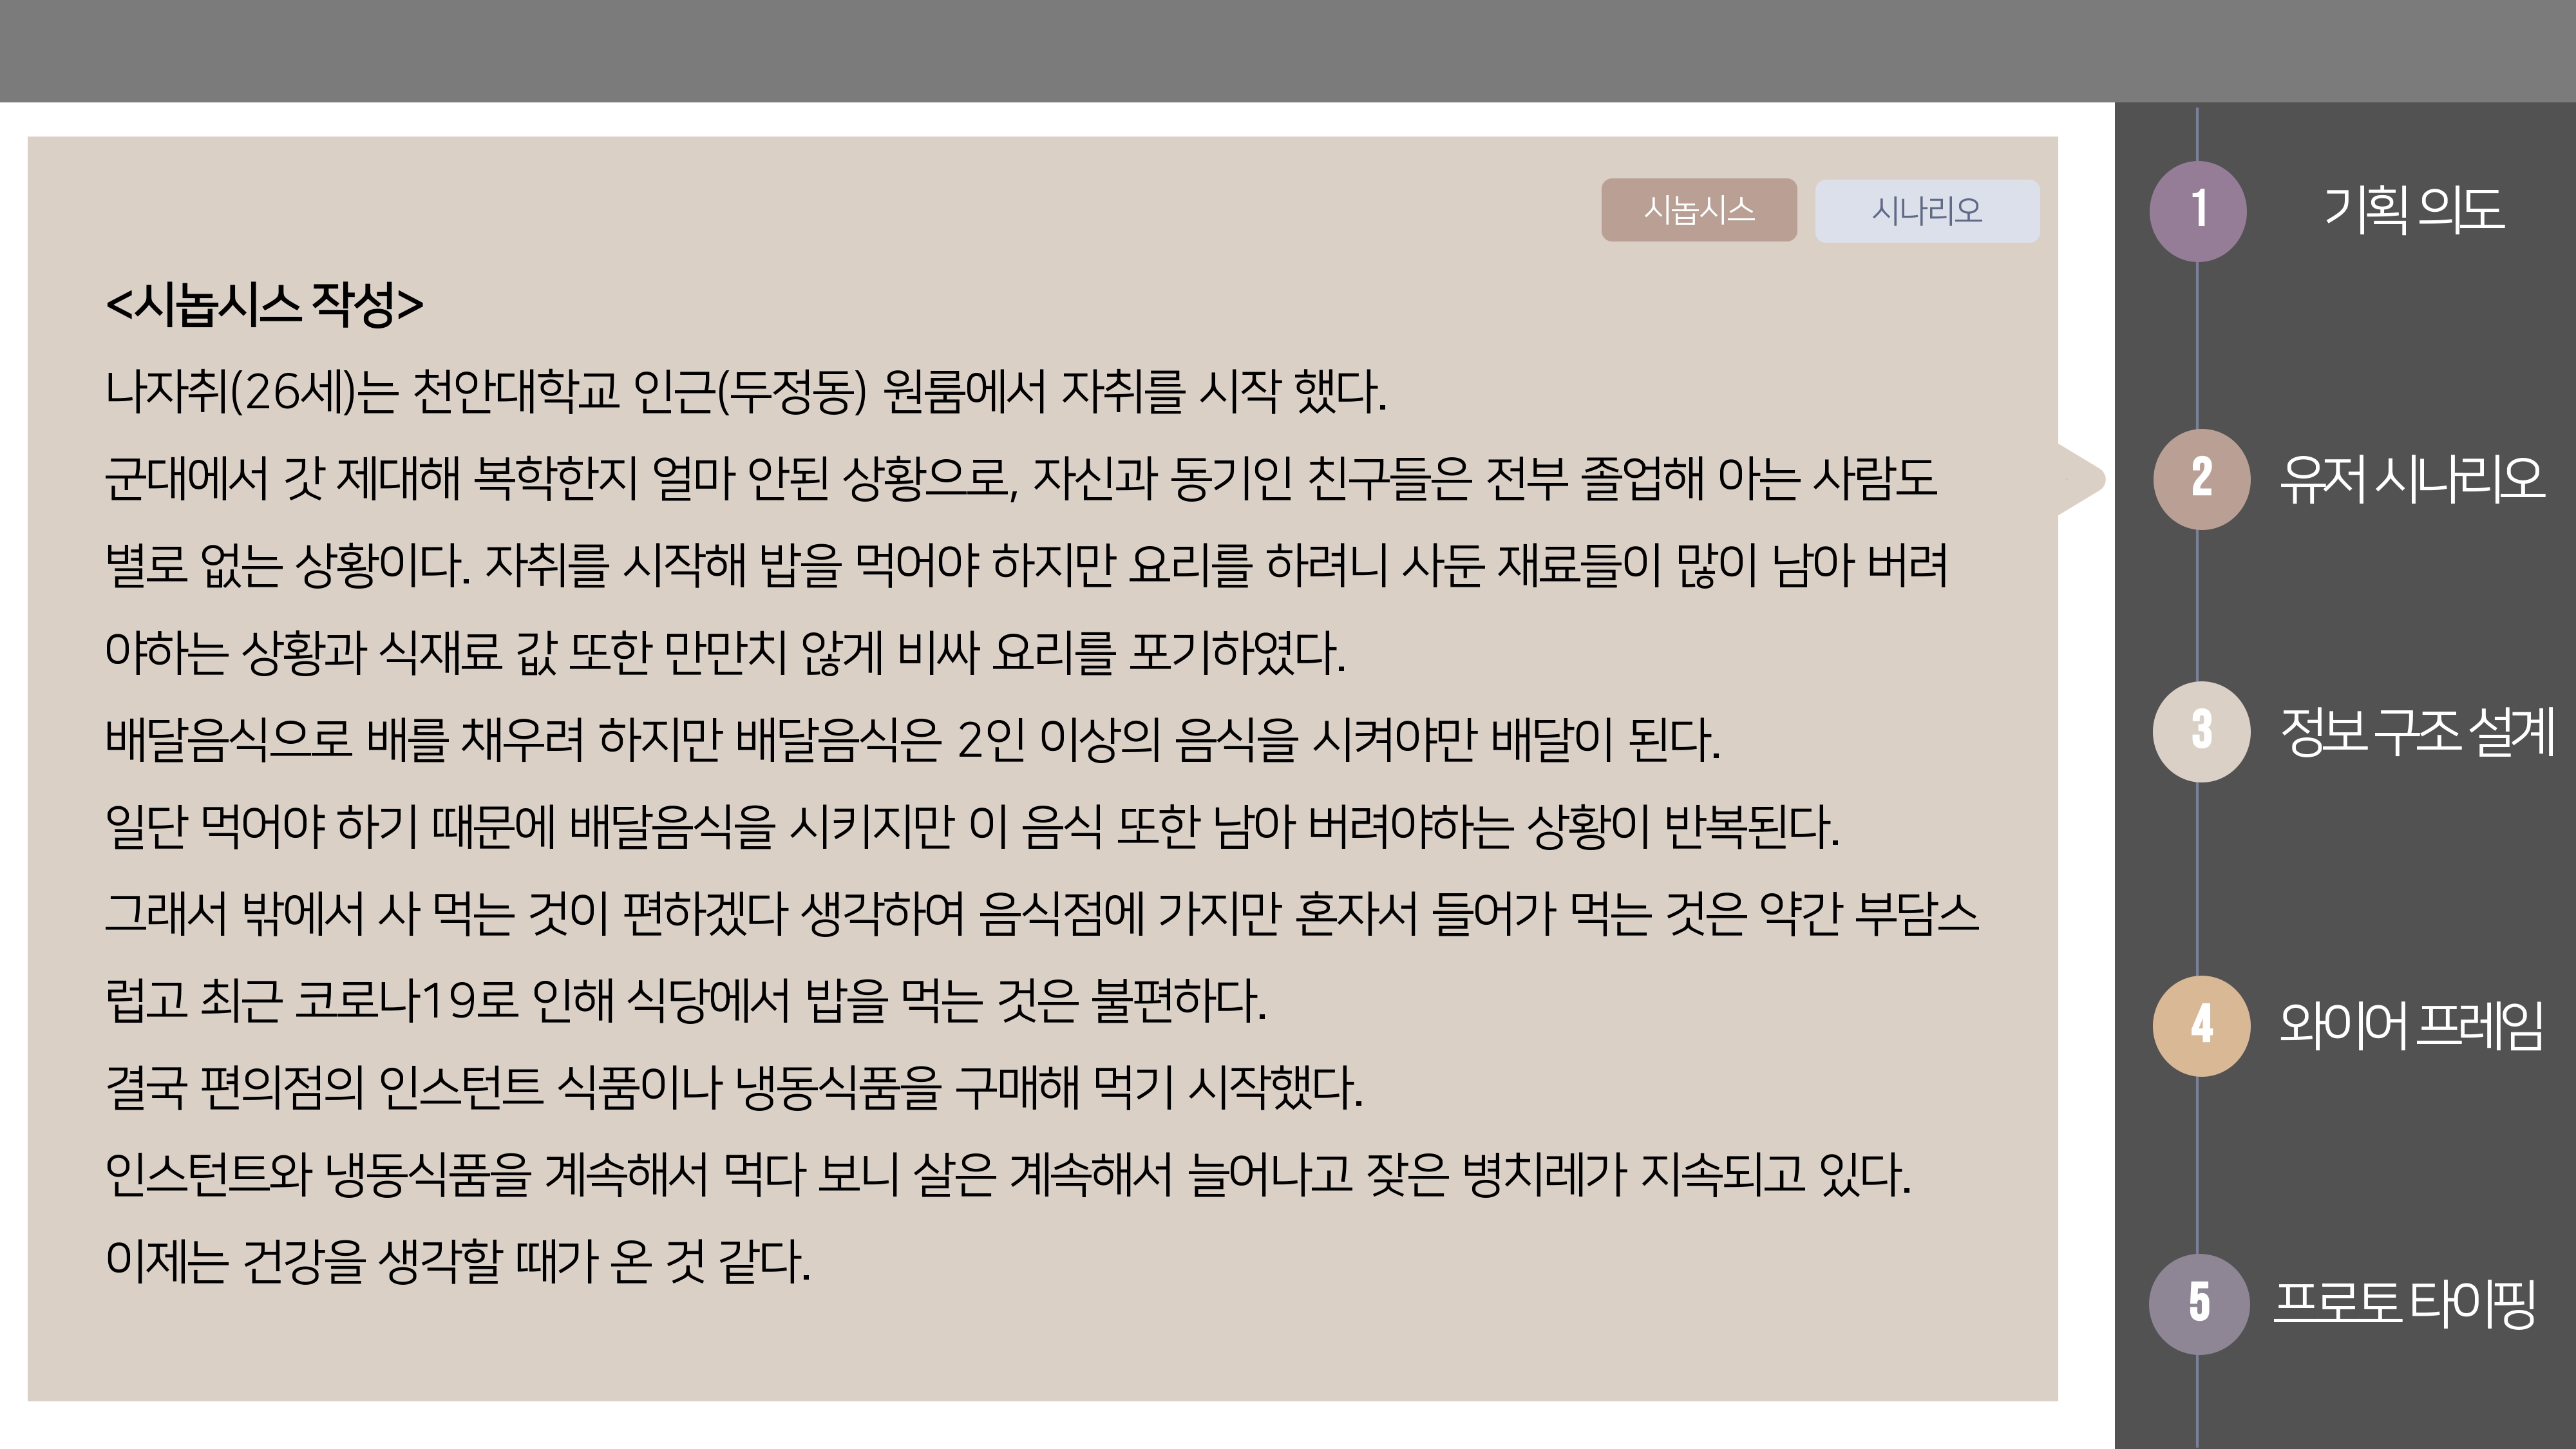 시놉시스
시나리오
<시놉시스 작성>
나자취(26세)는 천안대학교 인근(두정동) 원룸에서 자취를 시작 했다.
군대에서 갓 제대해 복학한지 얼마 안된 상황으로, 자신과 동기인 친구들은 전부 졸업해 아는 사람도
별로 없는 상황이다. 자취를 시작해 밥을 먹어야 하지만 요리를 하려니 사둔 재료들이 많이 남아 버려
야하는 상황과 식재료 값 또한 만만치 않게 비싸 요리를 포기하였다.
배달음식으로 배를 채우려 하지만 배달음식은 2인 이상의 음식을 시켜야만 배달이 된다.
일단 먹어야 하기 때문에 배달음식을 시키지만 이 음식 또한 남아 버려야하는 상황이 반복된다.
그래서 밖에서 사 먹는 것이 편하겠다 생각하여 음식점에 가지만 혼자서 들어가 먹는 것은 약간 부담스
럽고 최근 코로나19로 인해 식당에서 밥을 먹는 것은 불편하다.
결국 편의점의 인스턴트 식품이나 냉동식품을 구매해 먹기 시작했다.
인스턴트와 냉동식품을 계속해서 먹다 보니 살은 계속해서 늘어나고 잦은 병치레가 지속되고 있다.
이제는 건강을 생각할 때가 온 것 같다.
1 기획 의도
2 유저 시나리오
3 정보 구조 설계
4 와이어 프레임
5 프로토 타이핑